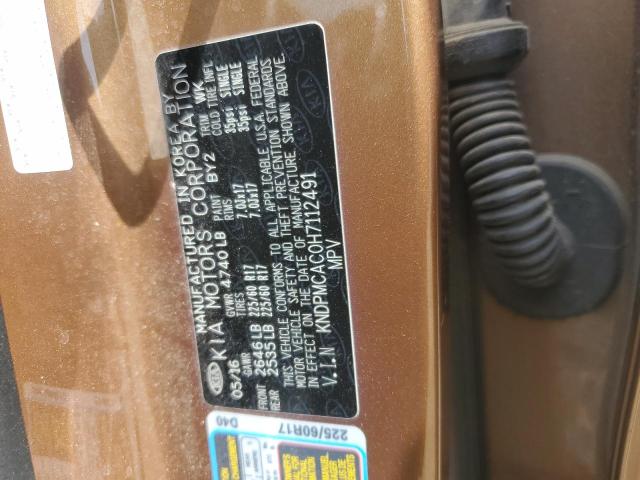 MANUFACTURED IN KOREA BY
KIA KIA MOTORS CORPORATION
05/16 GVWR 4740LB PAINT BY2 TRIM WK
GAWR TIRES RIMS COLD TIRE INFL
FRONT 2646LB 225/60 R17 7.0Jx17 35psi SINGLE
REAR 2535LB 225/60 R17 7.0Jx17 35psi SINGLE
THIS VEHICLE CONFORMS TO ALL APPLICABLE U.S.A. FEDERAL
MOTOR VEHICLE SAFETY AND THEFT PREVENTION STANDARDS
IN EFFECT ON THE DATE OF MANUFACTURE SHOWN ABOVE.
V.I.N KNDPMCAC0H7112491
MPV
225/60R17
D40